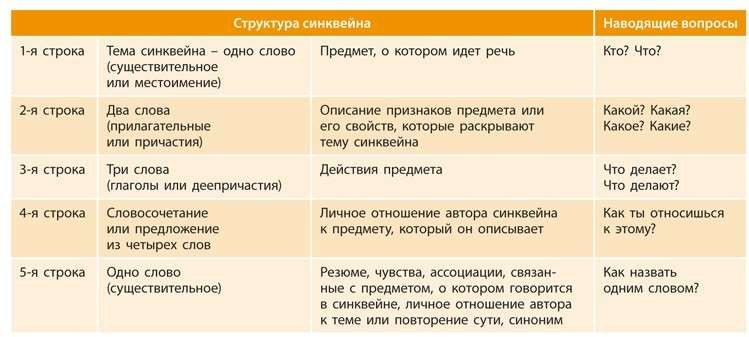 Структура синквейна
Наводящие вопросы
1-я строка
Тема синквейна – одно слово
(существительное
или местоимение)
Предмет, о котором идет речь
Кто? Что?
2-я строка
Два слова
(прилагательные
или причастия)
Описание признаков предмета или
его свойств, которые раскрывают
тему синквейна
Какой? Какая?
Какое? Какие?
3-я строка
Три слова
(глаголы или деепричастия)
Действия предмета
Что делает?
Что делают?
4-я строка
Словосочетание
или предложение
из четырех слов
Личное отношение автора синквейна
к предмету, который он описывает
Как ты относишься
к этому?
5-я строка
Одно слово
(существительное)
Резюме, чувства, ассоциации, связан-
ные с предметом, о котором говорится
в синквейне, личное отношение автора
к теме или повторение сути, синоним
Как назвать
одним словом?